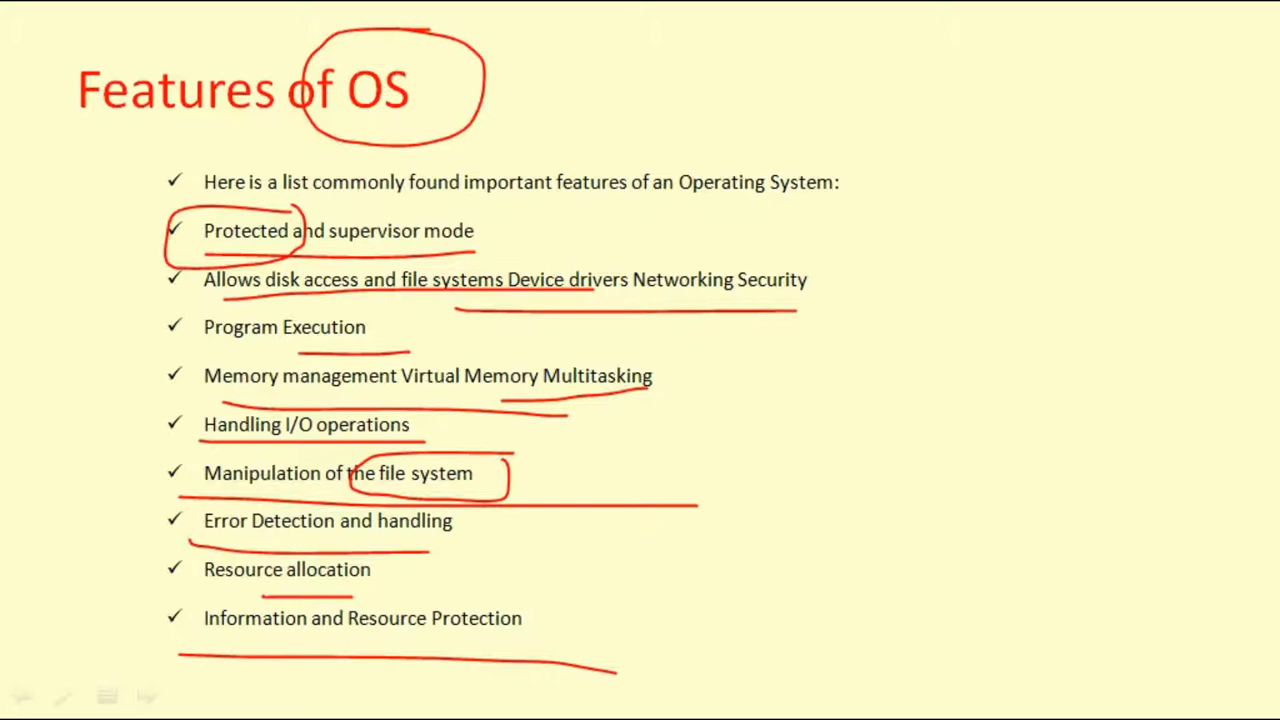 Features of OS
Here is a list commonly found important features of an Operating System:
Protected and supervisor mode
Allows disk access and file systems Device drivers Networking Security
Program Execution
Memory management Virtual Memory Multitasking
Handling I/O operations
Manipulation of the file system
Error Detection and handling
Resource allocation
Information and Resource Protection